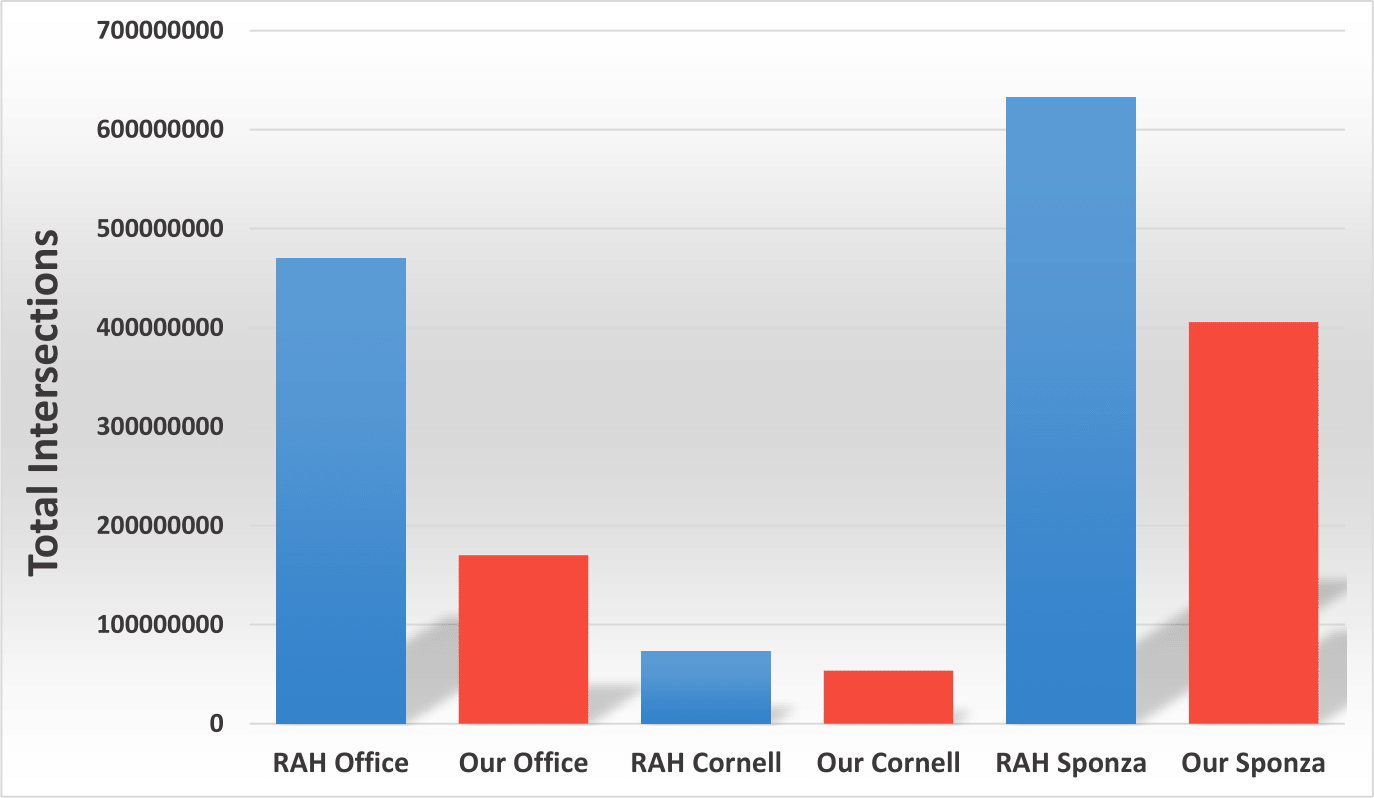 Total Intersections
700000000
600000000
500000000
400000000
300000000
200000000
100000000
0
RAH Office
Our Office
RAH Cornell
Our Cornell
RAH Sponza
Our Sponza